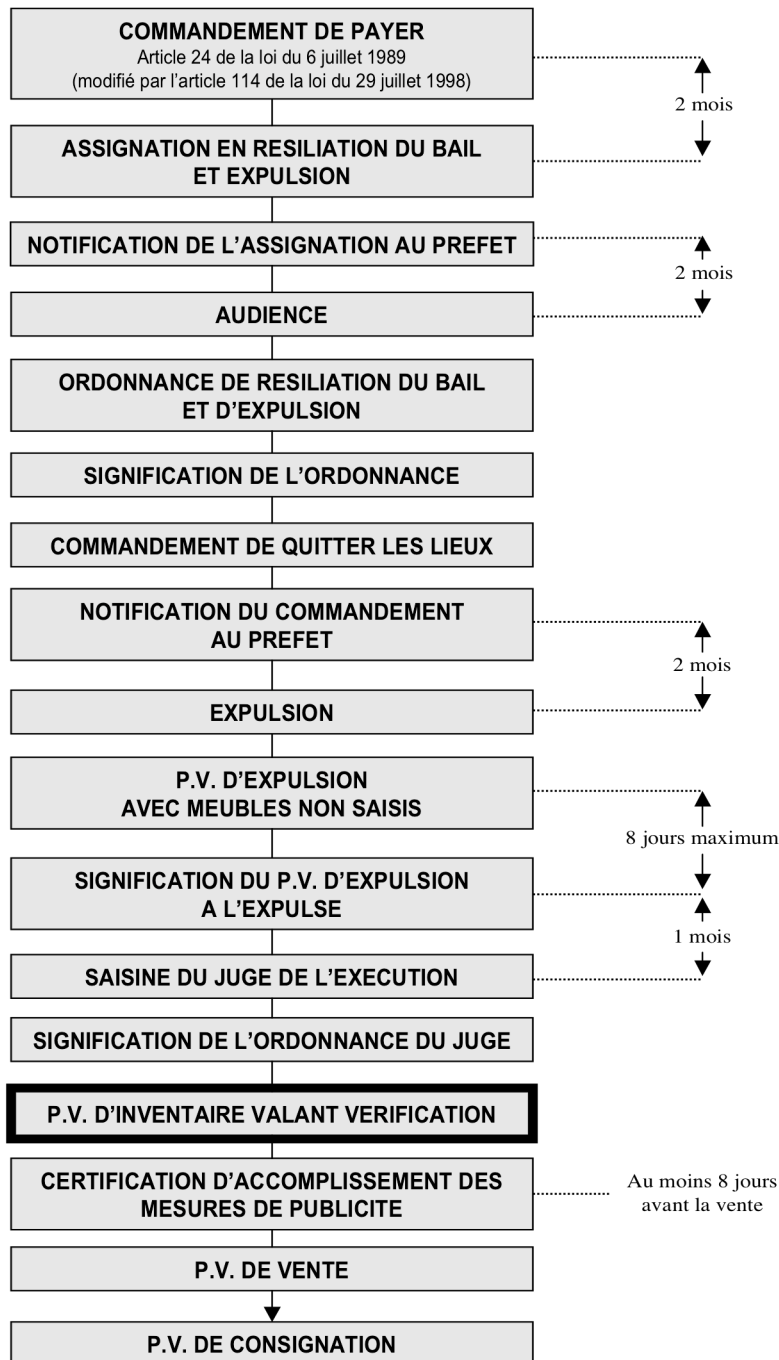 COMMANDEMENT DE PAYER
Article 24 de la loi du 6 juillet 1989
(modifié par l'article 114 de la loi du 29 juillet 1998)
2 mois
ASSIGNATION EN RESILIATION DU BAIL
ET EXPULSION
NOTIFICATION DE L'ASSIGNATION AU PREFET
2 mois
AUDIENCE
ORDONNANCE DE RESILIATION DU BAIL
ET D'EXPULSION
SIGNIFICATION DE L'ORDONNANCE
COMMANDEMENT DE QUITTER LES LIEUX
NOTIFICATION DU COMMANDEMENT
AU PREFET
2 mois
EXPULSION
P.V. D'EXPULSION
AVEC MEUBLES NON SAISIS
8 jours maximum
SIGNIFICATION DU P.V. D'EXPULSION
A L'EXPULSE
1 mois
SAISINE DU JUGE DE L'EXECUTION
SIGNIFICATION DE L'ORDONNANCE DU JUGE
P.V. D'INVENTAIRE VALANT VERIFICATION
CERTIFICATION D'ACCOMPLISSEMENT DES
MESURES DE PUBLICITE
Au moins 8 jours
avant la vente
P.V. DE VENTE
P.V. DE CONSIGNATION